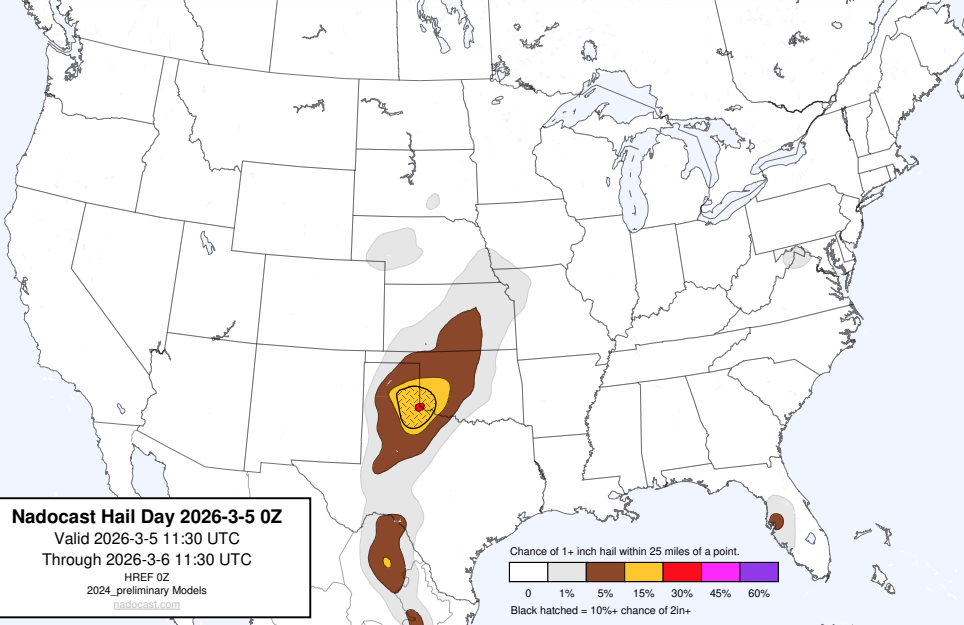 Nadocast Hail Day 2026-3-5 0Z
Valid 2026-3-5 11:30 UTC
Through 2026-3-6 11:30 UTC
HREF 0Z
2024_preliminary Models
nadocast.com
Chance of 1+ inch hail within 25 miles of a point.
0 1% 5% 15% 30% 45% 60%
Black hatched = 10%+ chance of 2in+